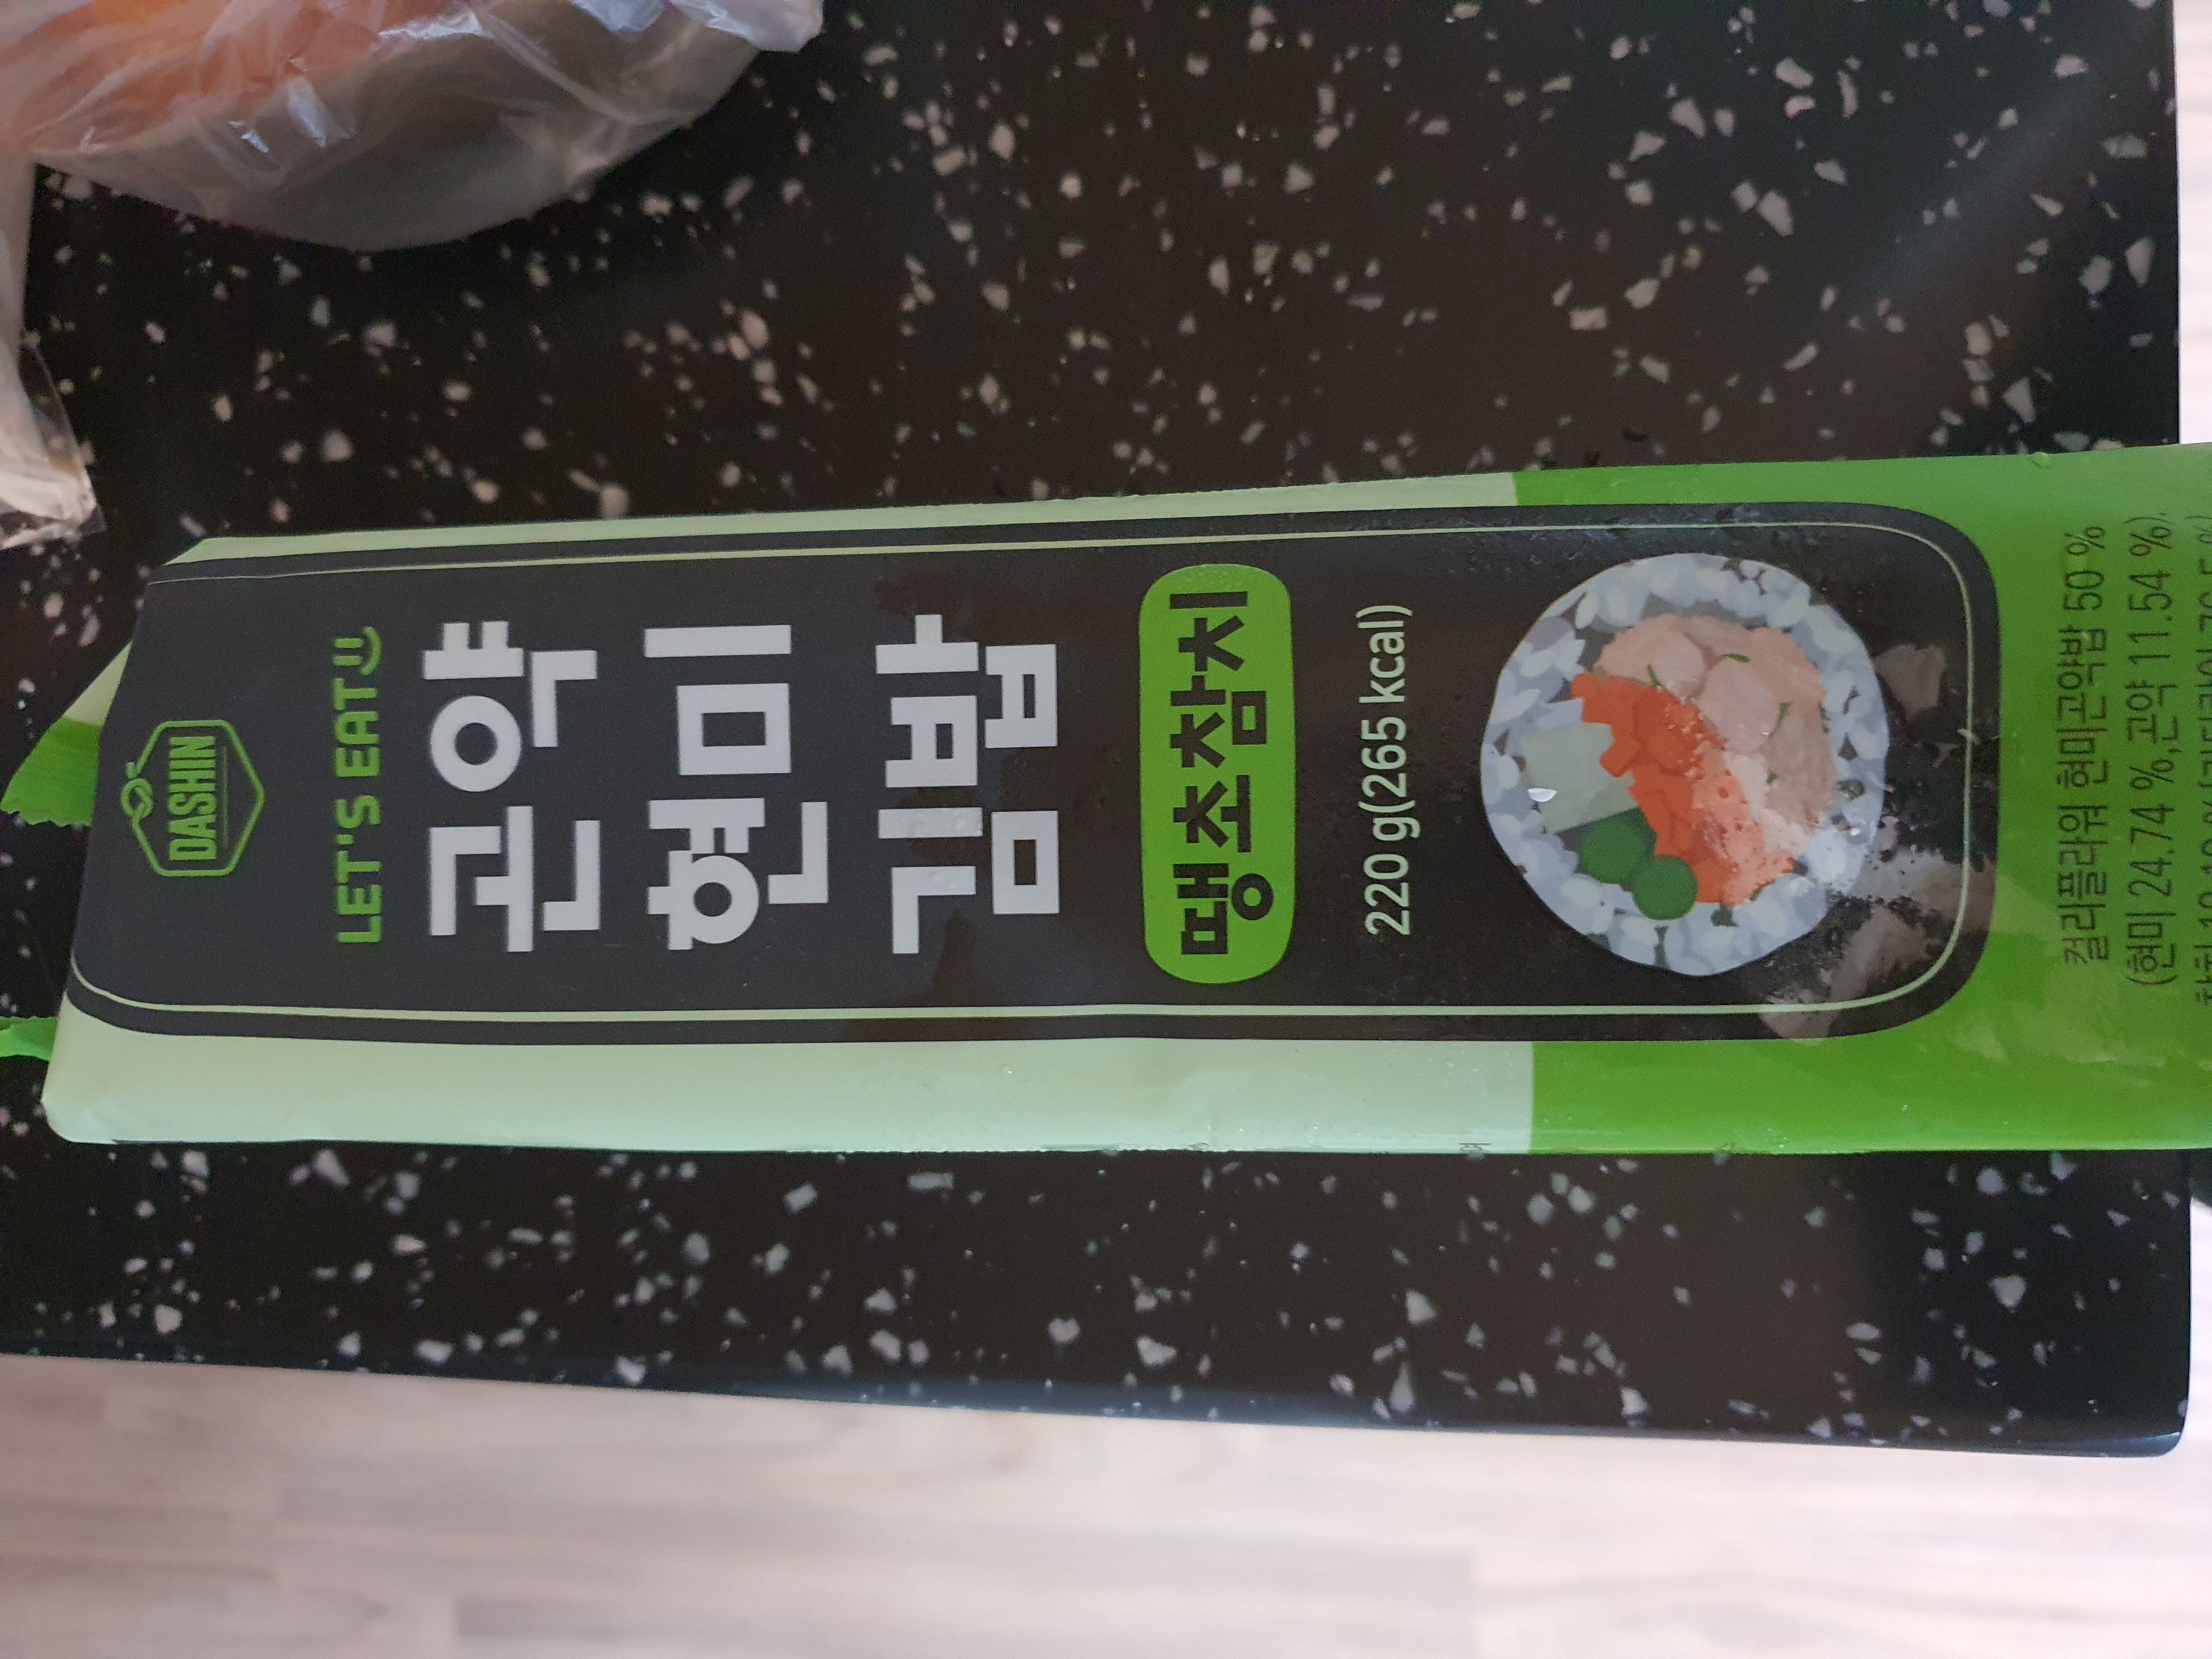 DASHIN
LET'S EAT
곤약
현미
김밥
땡초참치
220 g(265 kcal)
컬리플라워 현미곤약밥 50 %
(현미 24.74 %,곤약 11.54 %),